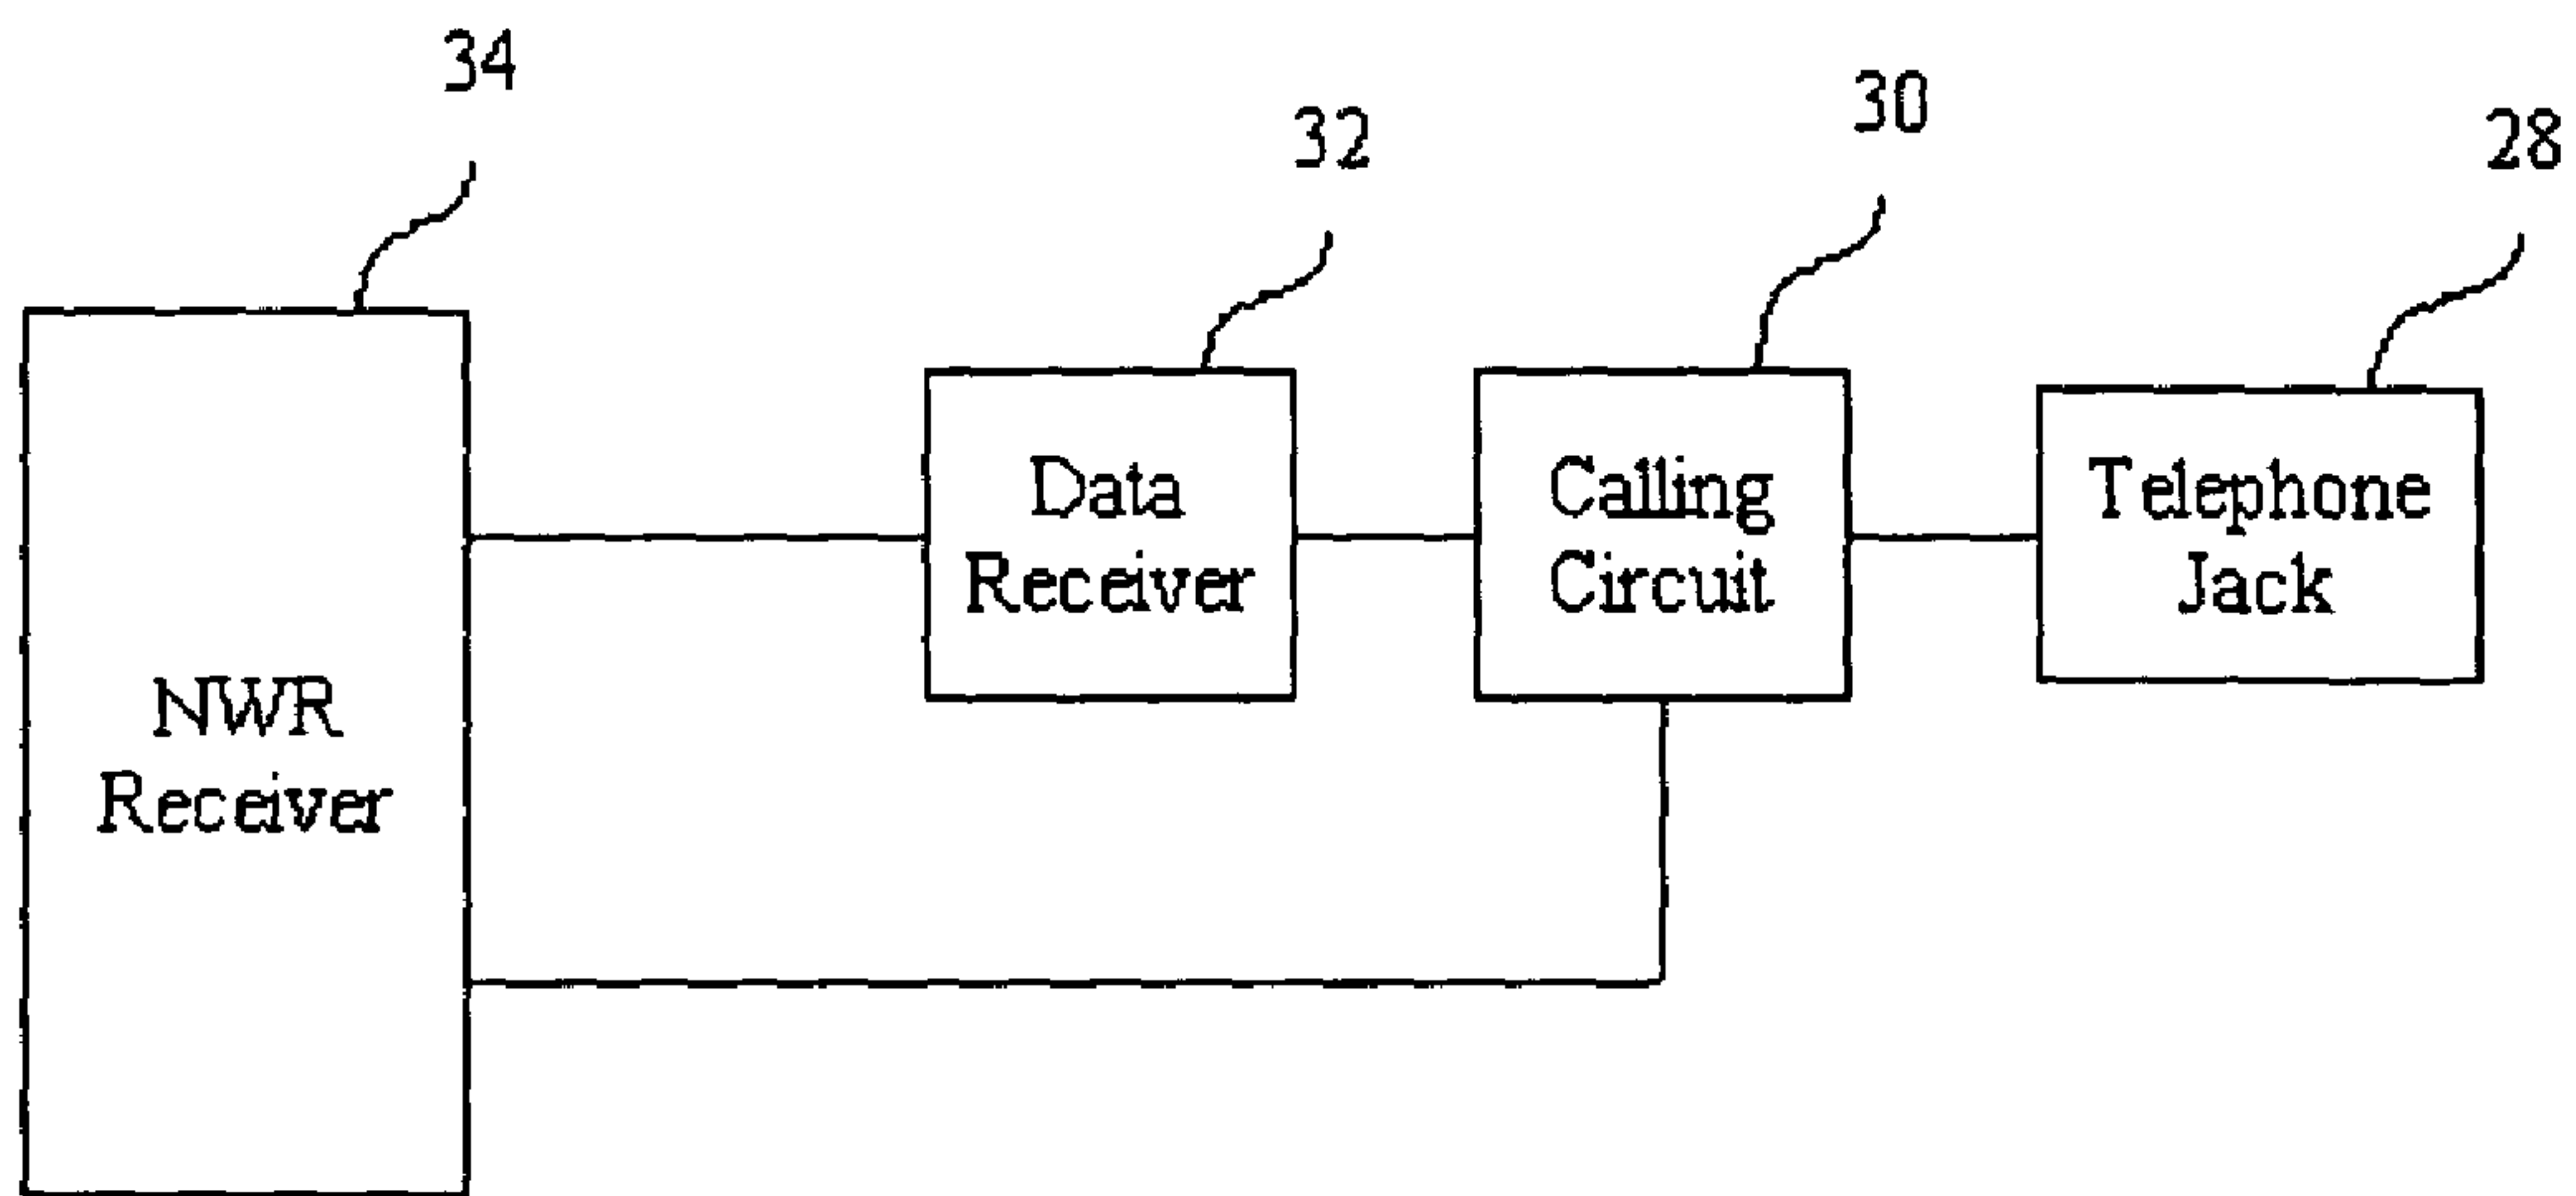 34
32
30
28
NWR
Receiver
Data
Receiver
Calling
Circuit
Telephone
Jack